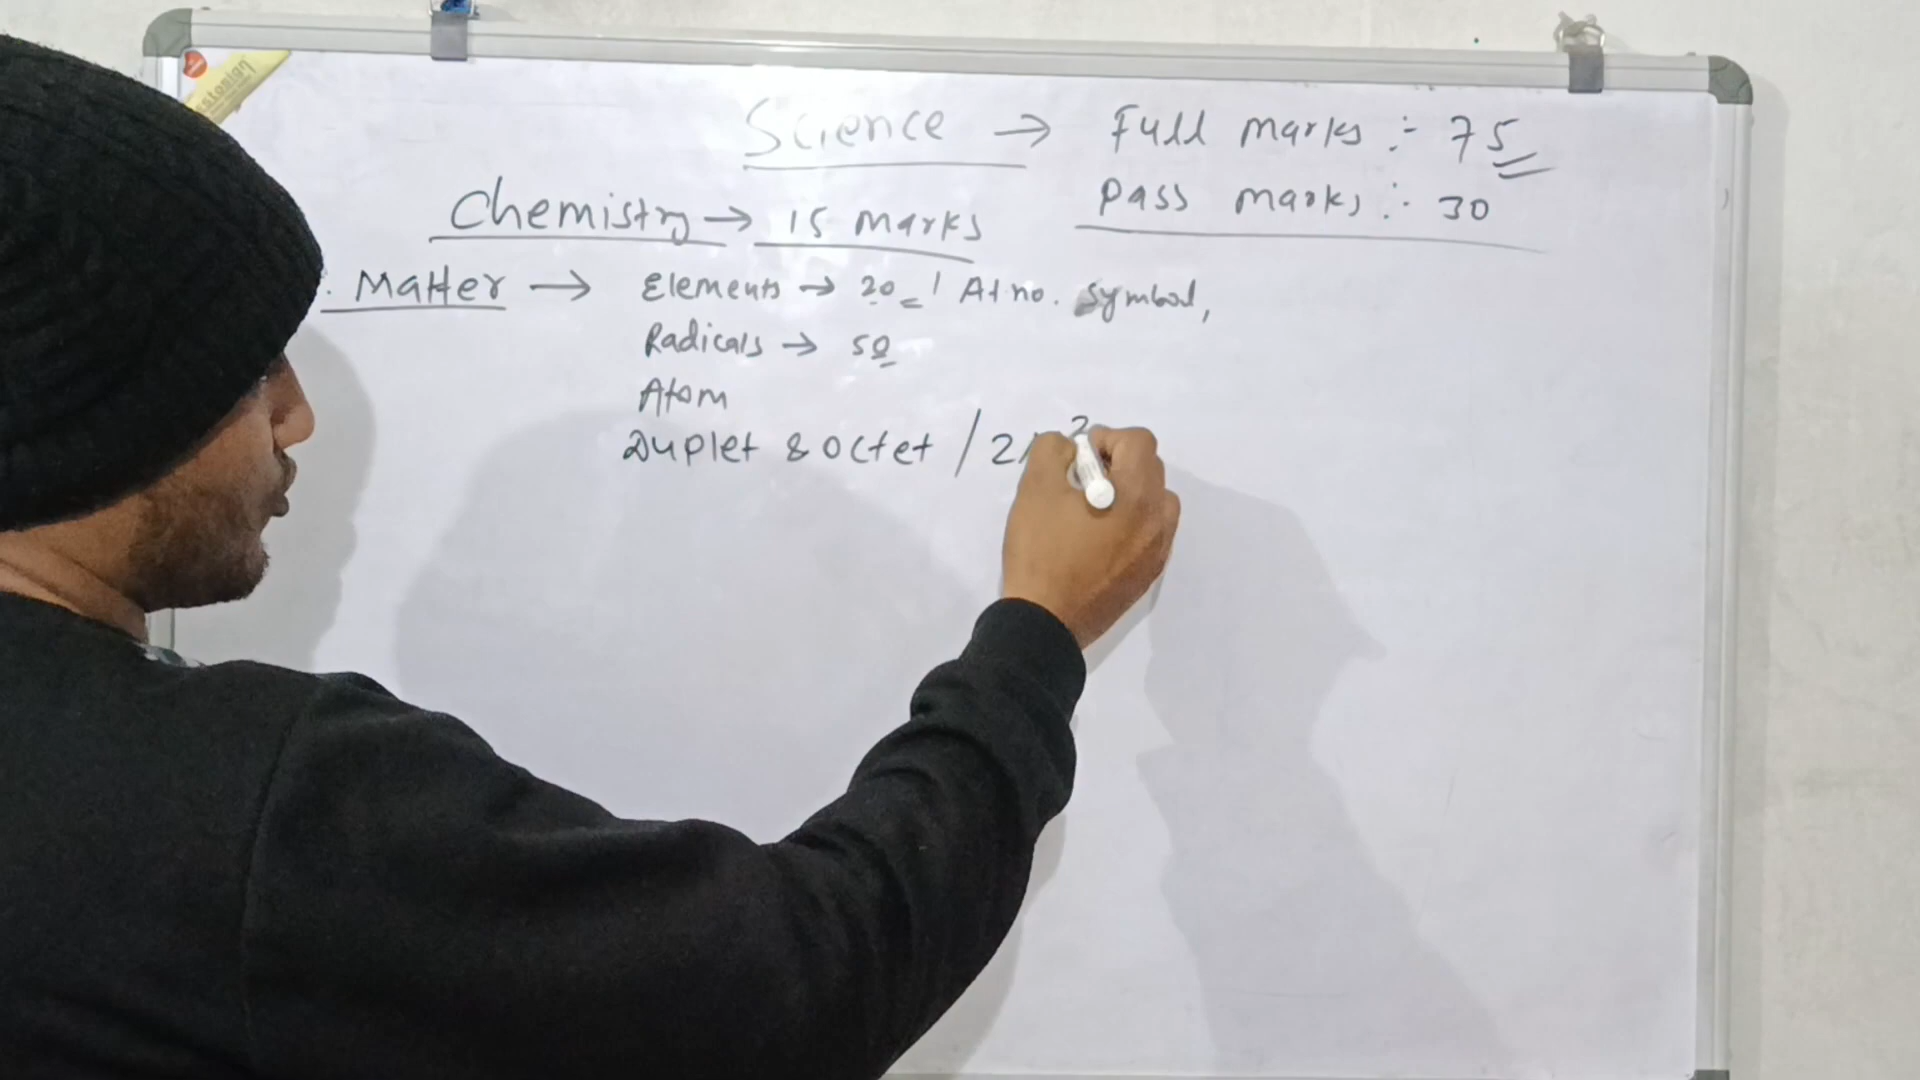 Science → Full marks :- 75
Pass marks :- 30
Chemistry → 15 marks
. Matter → Elements → 20 / At no. Symbol,
Radicals → 50
Atom
Duplet & Octet / 2